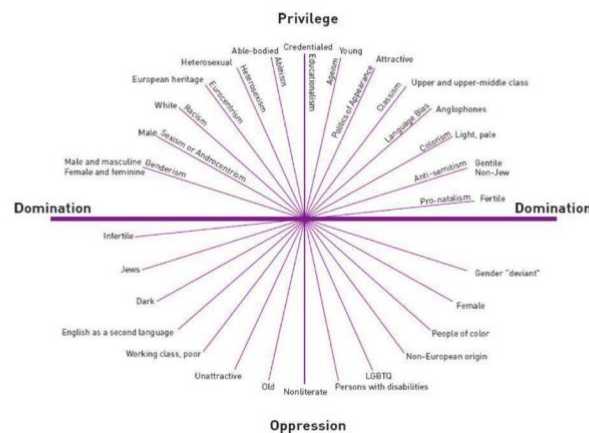 Privilege
Able-bodied
Credentialed
Young
Heterosexual
Attractive
European heritage
Upper and upper-middle class
White
Anglophones
Male
Light, pale
Male and masculine
Female and feminine
Gentile
Non-Jew
Fertile
Genderism
Sexism or Androcentrism
Racism
Eurocentrism
Heterosexism
Ableism
Educationalism
Ageism
Politics of Appearance
Classism
Language Bias
Colorism
Anti-semitism
Pro-natalism
Domination
Domination
Infertile
Jews
Dark
English as a second language
Working class, poor
Unattractive
Old
Nonliterate
Persons with disabilities
LGBTQ
Non-European origin
People of color
Female
Gender "deviant"
Oppression